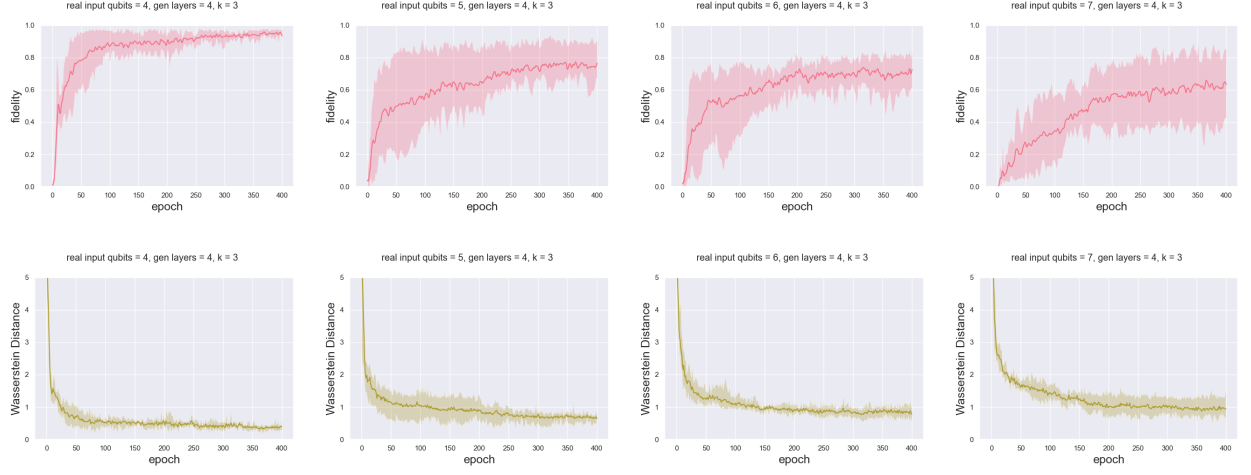 real input qubits = 4, gen layers = 4, k = 3
real input qubits = 5, gen layers = 4, k = 3
real input qubits = 6, gen layers = 4, k = 3
real input qubits = 7, gen layers = 4, k = 3
1.0
0.8
0.6
0.4
0.2
0.0
fidelity
0 50 100 150 200 250 300 350 400
epoch
1.0
0.8
0.6
0.4
0.2
0.0
fidelity
0 50 100 150 200 250 300 350 400
epoch
1.0
0.8
0.6
0.4
0.2
0.0
fidelity
0 50 100 150 200 250 300 350 400
epoch
1.0
0.8
0.6
0.4
0.2
0.0
fidelity
0 50 100 150 200 250 300 350 400
epoch
real input qubits = 4, gen layers = 4, k = 3
real input qubits = 5, gen layers = 4, k = 3
real input qubits = 6, gen layers = 4, k = 3
real input qubits = 7, gen layers = 4, k = 3
5
4
3
2
1
0
Wasserstein Distance
0 50 100 150 200 250 300 350 400
epoch
5
4
3
2
1
0
Wasserstein Distance
0 50 100 150 200 250 300 350 400
epoch
5
4
3
2
1
0
Wasserstein Distance
0 50 100 150 200 250 300 350 400
epoch
5
4
3
2
1
0
Wasserstein Distance
0 50 100 150 200 250 300 350 400
epoch